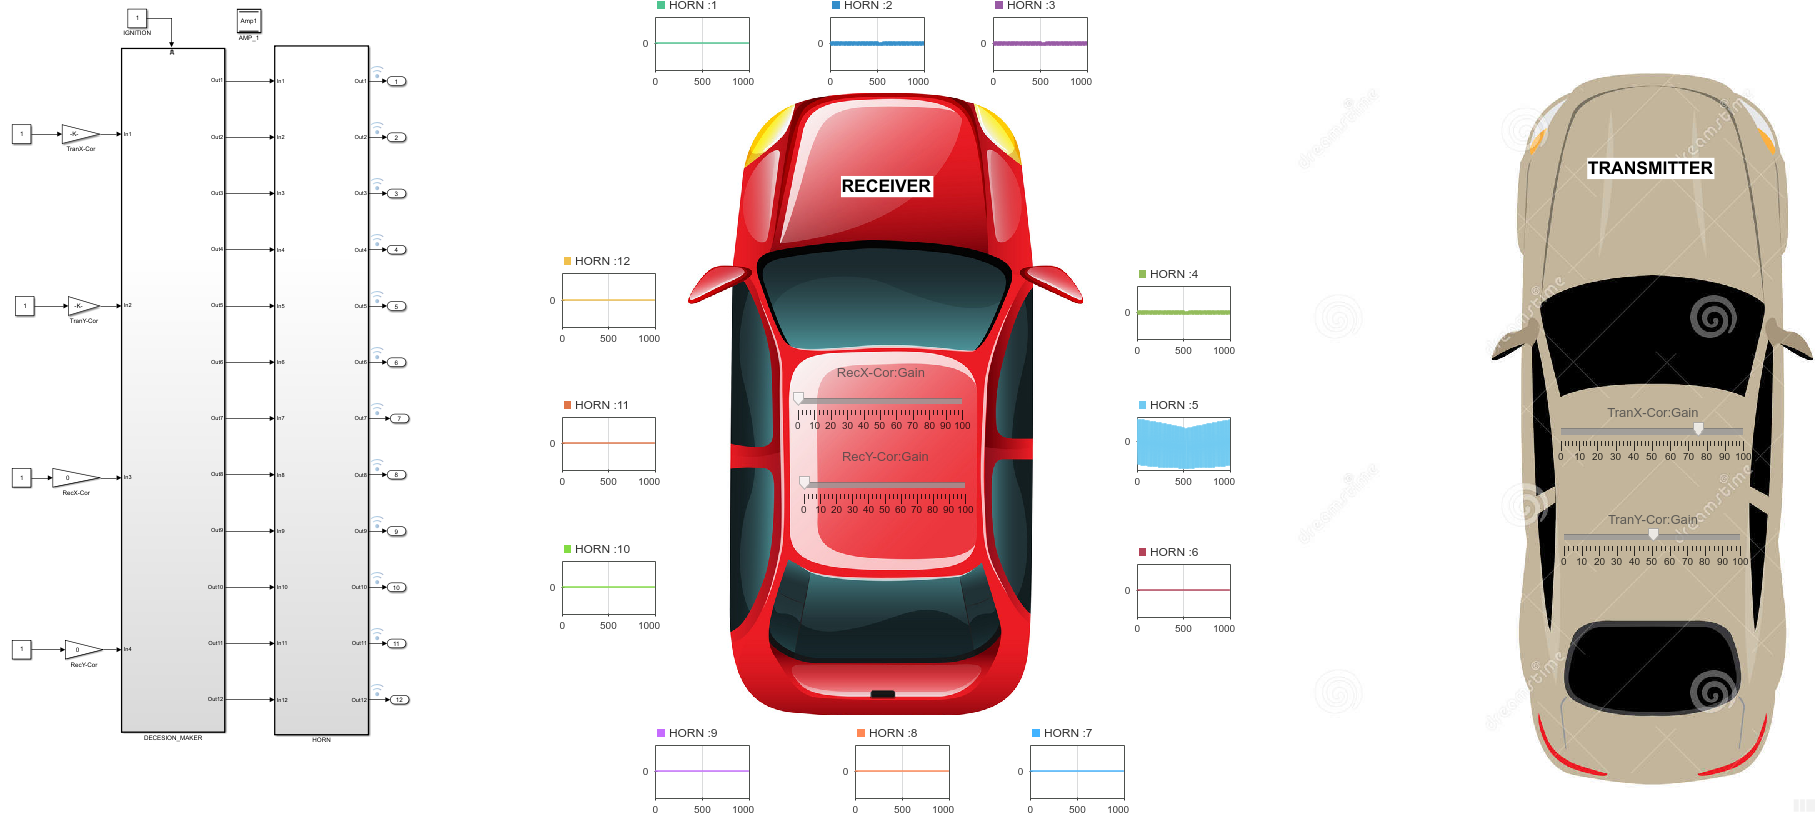 1
IGNITION
Amp1
AMP_1
In1
In2
In3
In4
Out1
Out2
Out3
Out4
Out5
Out6
Out7
Out8
Out9
Out10
Out11
Out12
DECESION_MAKER
1
-K-
TranX-Cor
1
-K-
TranY-Cor
1
0
RecX-Cor
1
0
RecY-Cor
In1
In2
In3
In4
In5
In6
In7
In8
In9
In10
In11
In12
Out1
Out2
Out3
Out4
Out5
Out6
Out7
Out8
Out9
Out10
Out11
Out12
HORN
1
2
3
4
5
6
7
8
9
10
11
12
HORN :1
0
0 500 1000
HORN :2
0
0 500 1000
HORN :3
0
0 500 1000
HORN :12
0
0 500 1000
HORN :11
0
0 500 1000
HORN :10
0
0 500 1000
RECEIVER
RecX-Cor:Gain
0 10 20 30 40 50 60 70 80 90 100
RecY-Cor:Gain
0 10 20 30 40 50 60 70 80 90 100
HORN :4
0
0 500 1000
HORN :5
0
0 500 1000
HORN :6
0
0 500 1000
HORN :9
0
0 500 1000
HORN :8
0
0 500 1000
HORN :7
0
0 500 1000
TRANSMITTER
TranX-Cor:Gain
0 10 20 30 40 50 60 70 80 90 100
TranY-Cor:Gain
0 10 20 30 40 50 60 70 80 90 100
dreamstime
dreamstime
dreamstime
dreamstime
dreamstime
dreamstime